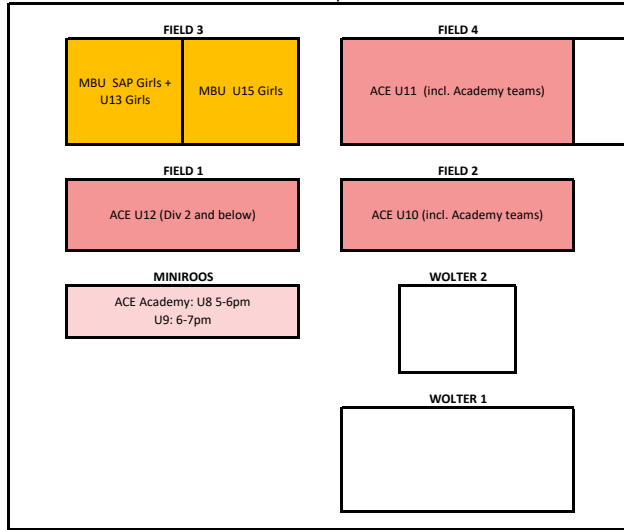 FIELD 3
FIELD 4
MBU  SAP Girls +
U13 Girls
MBU  U15 Girls
ACE U11  (incl. Academy teams)
FIELD 1
FIELD 2
ACE U12 (Div 2 and below)
ACE U10 (incl. Academy teams)
MINIROOS
WOLTER 2
ACE Academy: U8 5-6pm
U9: 6-7pm
WOLTER 1